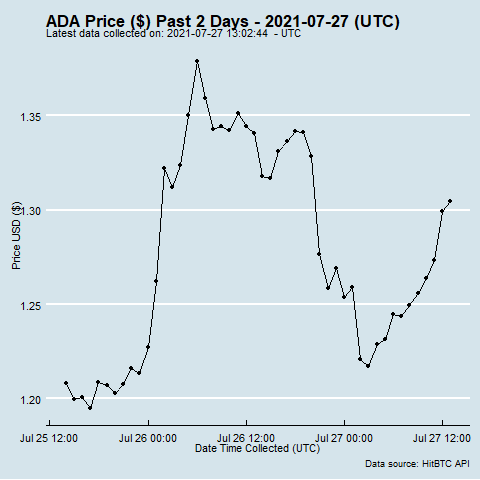 ADA Price ($) Past 2 Days - 2021-07-27 (UTC)
Latest data collected on: 2021-07-27 13:02:44 - UTC
Price USD ($)
1.35
1.30
1.25
1.20
Jul 25 12:00 Jul 26 00:00 Jul 26 12:00 Jul 27 00:00 Jul 27 12:00
Date Time Collected (UTC)
Data source: HitBTC API